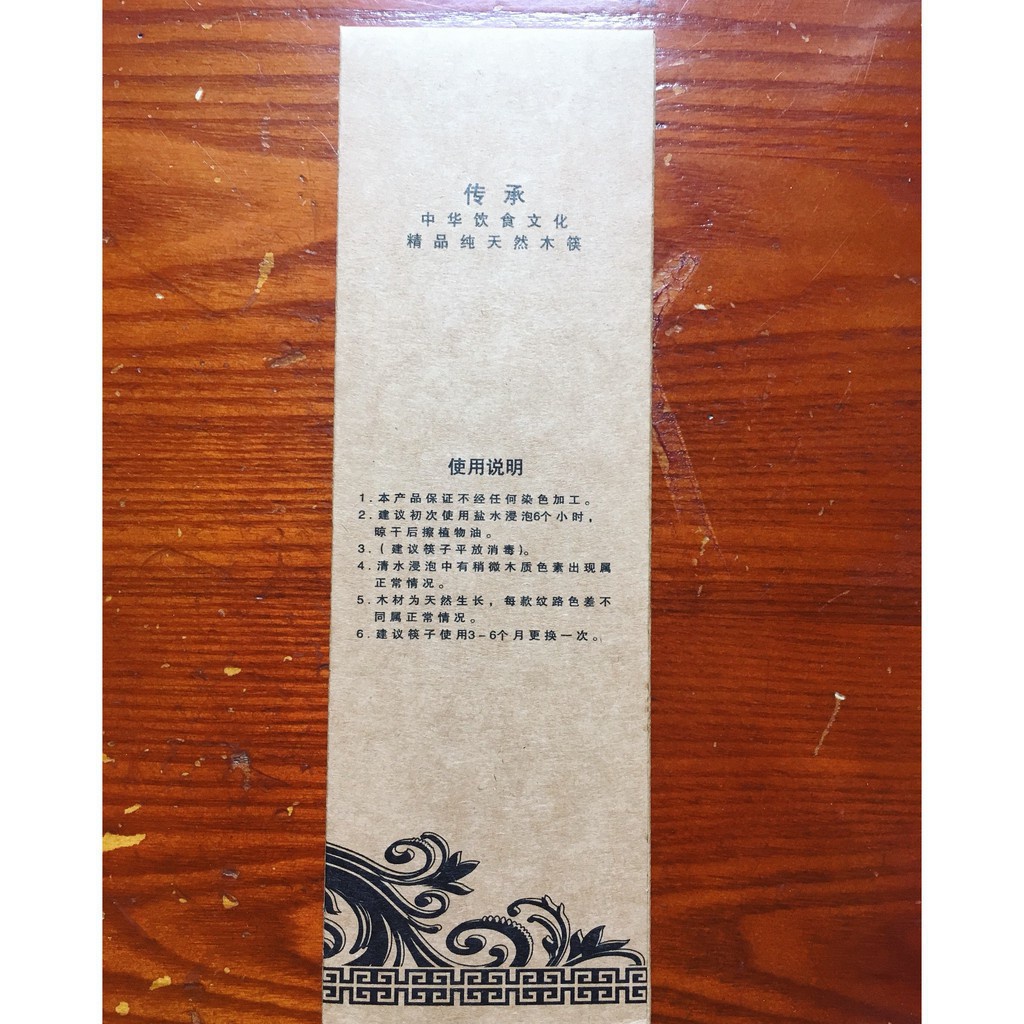 传承
中华饮食文化
精品纯天然木筷
使用说明
1.本产品保证不经任何染色加工。
2.建议初次使用盐水浸泡6个小时，
晾干后擦植物油。
3.(建议筷子平放消毒)。
4.清水浸泡中有稍微木质色素出现属
正常情况。
5.木材为天然生长，每款纹路色差不
同属正常情况。
6.建议筷子使用3-6个月更换一次。